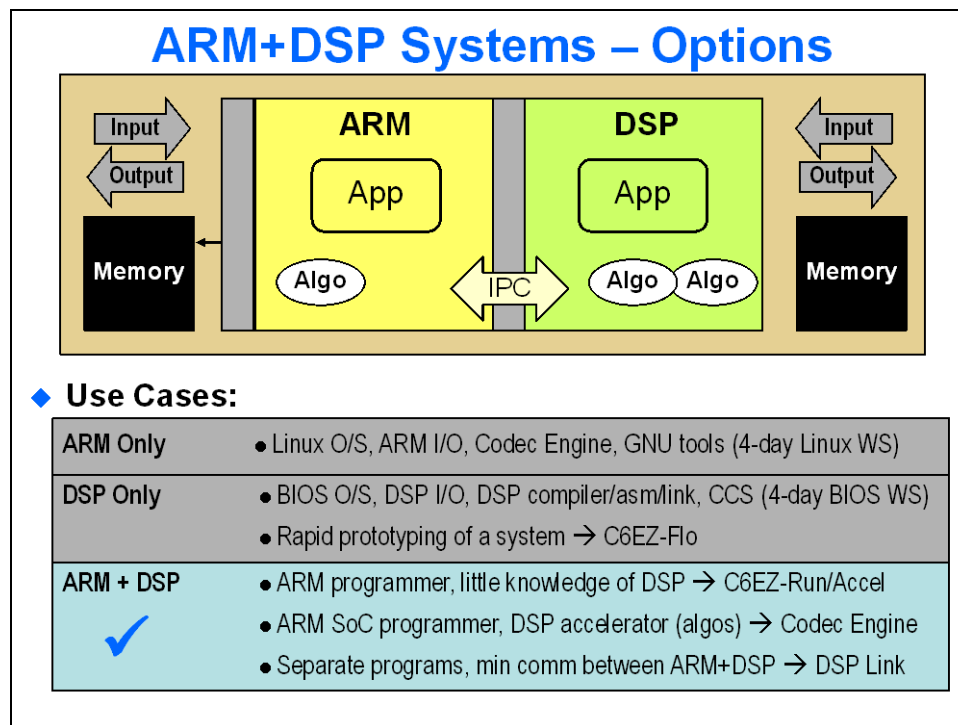 ARM+DSP Systems – Options
Input
Output
Memory
ARM
App
Algo
IPC
DSP
App
Algo
Algo
Input
Output
Memory
◆ Use Cases:
ARM Only
● Linux O/S, ARM I/O, Codec Engine, GNU tools (4-day Linux WS)
DSP Only
● BIOS O/S, DSP I/O, DSP compiler/asm/link, CCS (4-day BIOS WS)
● Rapid prototyping of a system → C6EZ-Flo
ARM + DSP
● ARM programmer, little knowledge of DSP → C6EZ-Run/Accel
● ARM SoC programmer, DSP accelerator (algos) → Codec Engine
● Separate programs, min comm between ARM+DSP → DSP Link